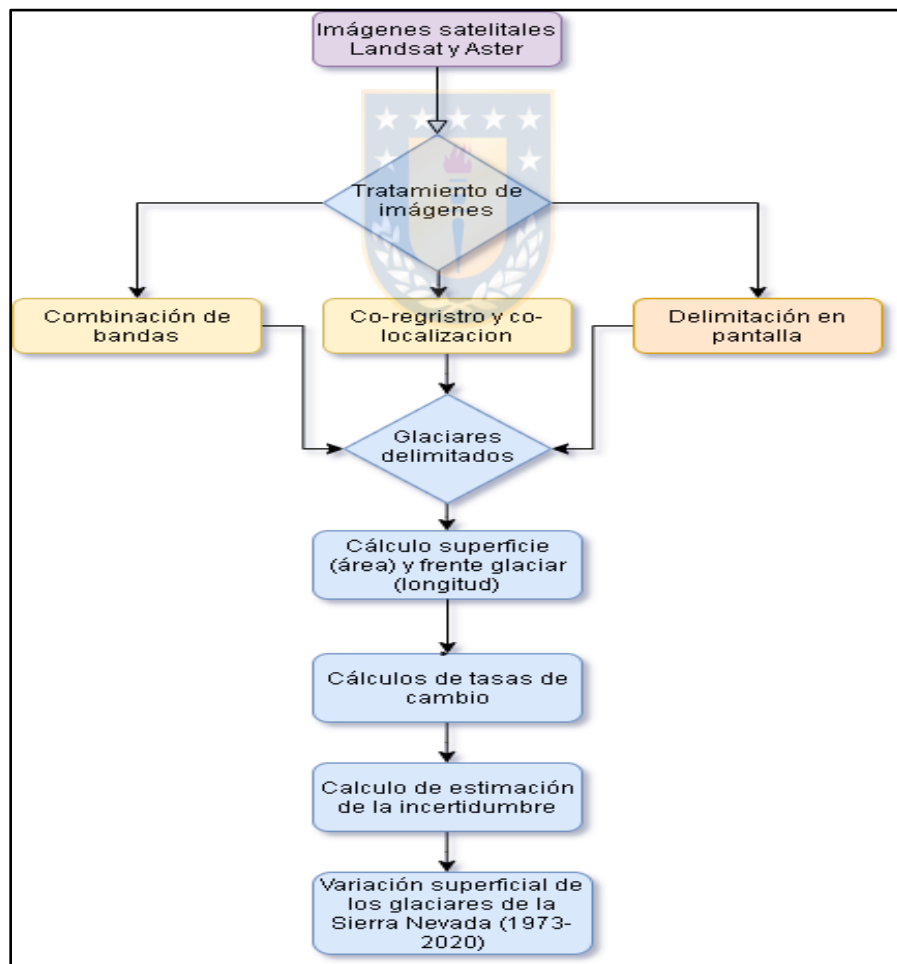 Imágenes satelitales
Landsat y Aster
Tratamiento de
imágenes
Combinación de
bandas
Co-regristro y co-
localizacion
Delimitación en
pantalla
Glaciares
delimitados
Cálculo superficie
(área) y frente glaciar
(longitud)
Cálculos de tasas de
cambio
Calculo de estimación
de la incertidumbre
Variación superficial de
los glaciares de la
Sierra Nevada (1973-
2020)